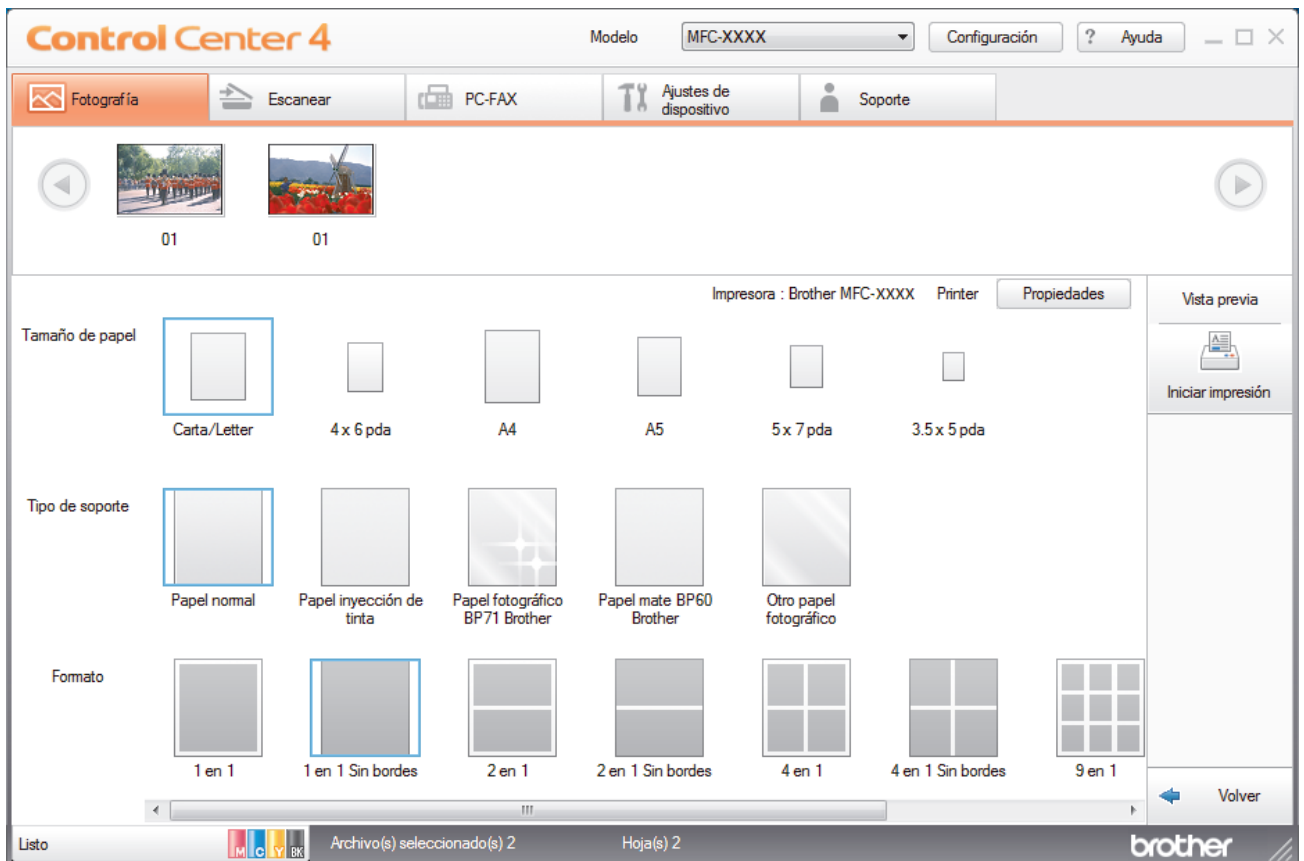 Control Center 4
Modelo
MFC-XXXX
Configuración
? Ayuda
Fotografía
Escanear
PC-FAX
Ajustes de
dispositivo
Soporte
01
01
Impresora : Brother MFC-XXXX Printer
Propiedades
Vista previa
Iniciar impresión
Tamaño de papel
Carta/Letter
4 x 6 pda
A4
A5
5 x 7 pda
3.5 x 5 pda
Tipo de soporte
Papel normal
Papel inyección de
tinta
Papel fotográfico
BP71 Brother
Papel mate BP60
Brother
Otro papel
fotográfico
Formato
1 en 1
1 en 1 Sin bordes
2 en 1
2 en 1 Sin bordes
4 en 1
4 en 1 Sin bordes
9 en 1
Volver
Listo
M C Y BK
Archivo(s) seleccionado(s) 2
Hoja(s) 2
brother